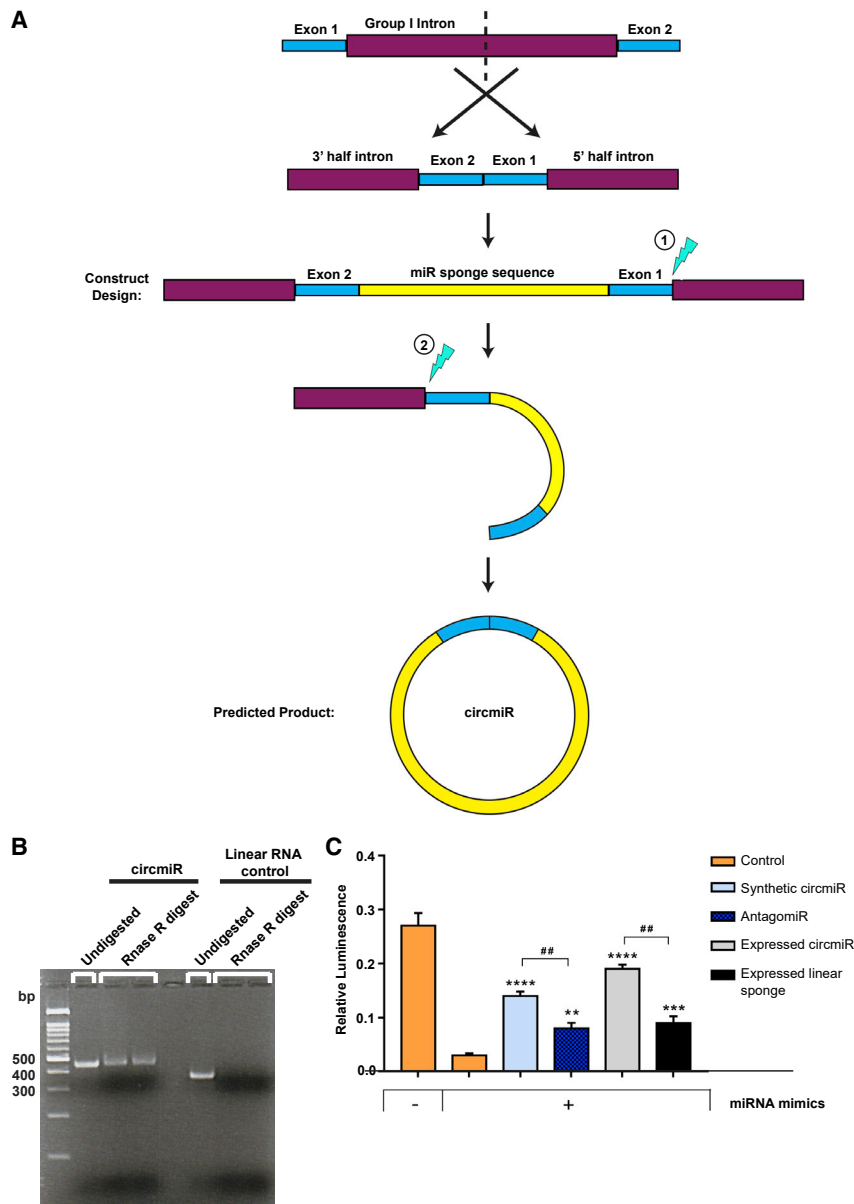 A
Exon 1
Group I Intron
Exon 2
3' half intron
Exon 2
Exon 1
5' half intron
1
Construct
Design:
Exon 2
miR sponge sequence
Exon 1
2
Predicted Product:
circmiR
B
circmiR
Linear RNA
control
Undigested
Rnase R digest
Undigested
Rnase R digest
bp
500
400
300
C
Relative Luminescence
0.4
0.3
0.2
0.1
0.0
****
##
**
****
##
***
-
+
miRNA mimics
Control
Synthetic circmiR
AntagomiR
Expressed circmiR
Expressed linear
sponge